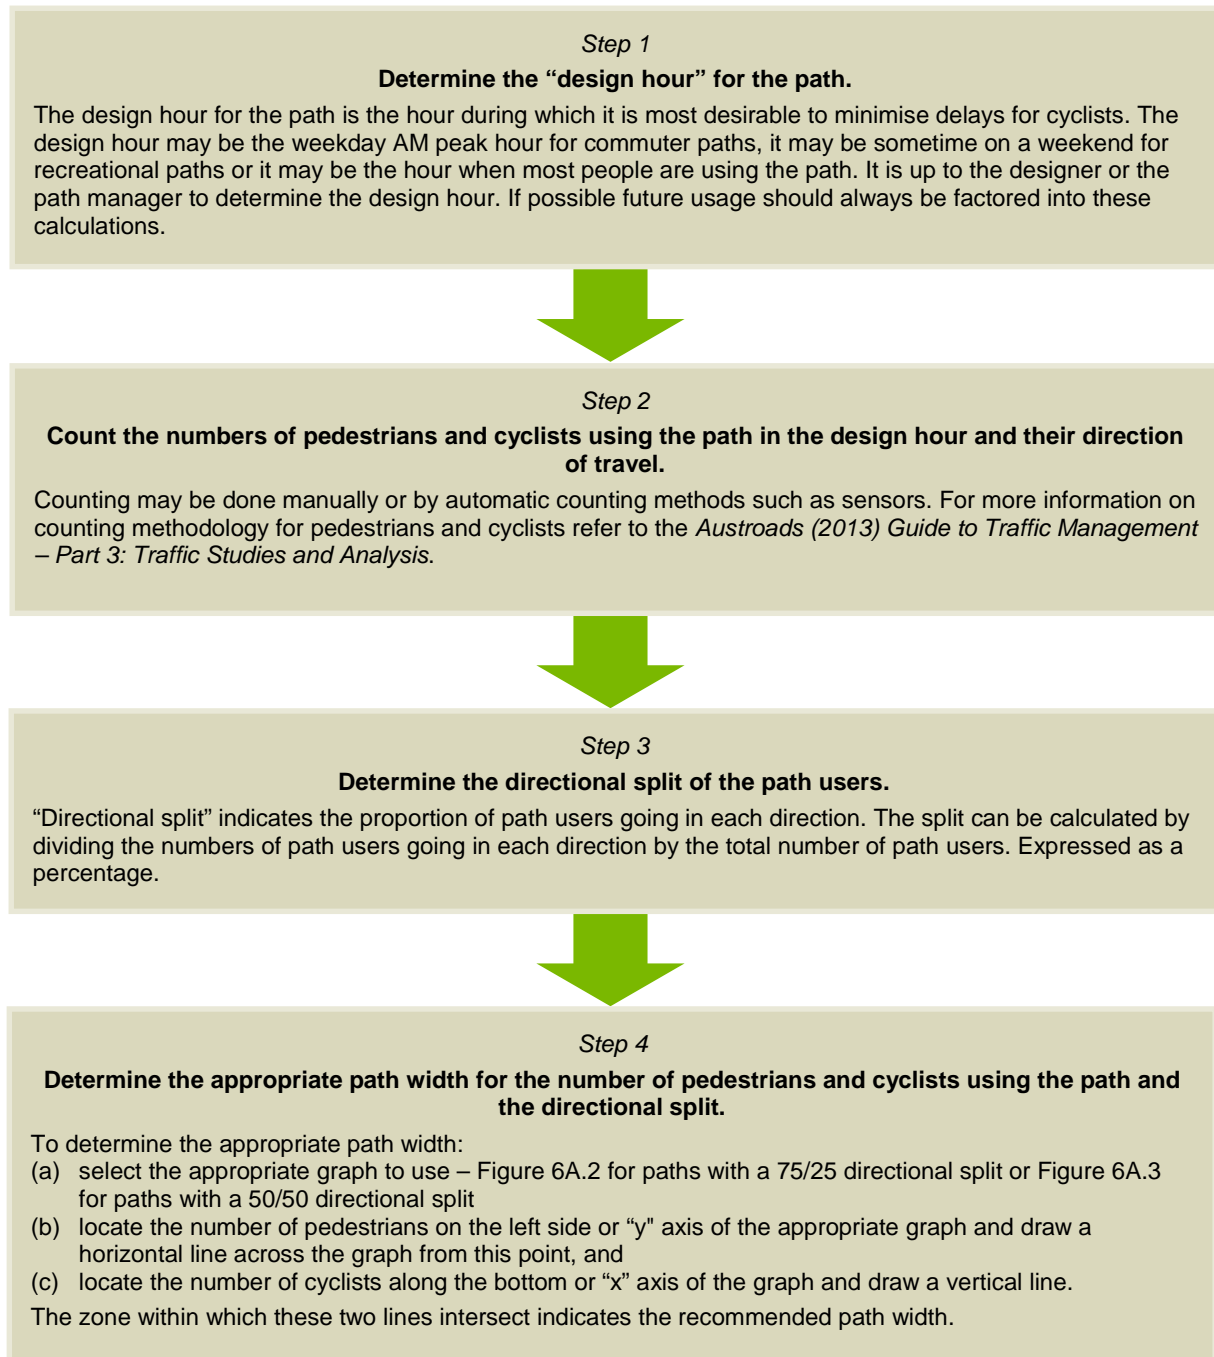 Step 1
Determine the “design hour” for the path.
The design hour for the path is the hour during which it is most desirable to minimise delays for cyclists. The
design hour may be the weekday AM peak hour for commuter paths, it may be sometime on a weekend for
recreational paths or it may be the hour when most people are using the path. It is up to the designer or the
path manager to determine the design hour. If possible future usage should always be factored into these
calculations.
Step 2
Count the numbers of pedestrians and cyclists using the path in the design hour and their direction
of travel.
Counting may be done manually or by automatic counting methods such as sensors. For more information on
counting methodology for pedestrians and cyclists refer to the Austroads (2013) Guide to Traffic Management
– Part 3: Traffic Studies and Analysis.
Step 3
Determine the directional split of the path users.
“Directional split” indicates the proportion of path users going in each direction. The split can be calculated by
dividing the numbers of path users going in each direction by the total number of path users. Expressed as a
percentage.
Step 4
Determine the appropriate path width for the number of pedestrians and cyclists using the path and
the directional split.
To determine the appropriate path width:
(a) select the appropriate graph to use – Figure 6A.2 for paths with a 75/25 directional split or Figure 6A.3
for paths with a 50/50 directional split
(b) locate the number of pedestrians on the left side or “y" axis of the appropriate graph and draw a
horizontal line across the graph from this point, and
(c) locate the number of cyclists along the bottom or “x” axis of the graph and draw a vertical line.
The zone within which these two lines intersect indicates the recommended path width.